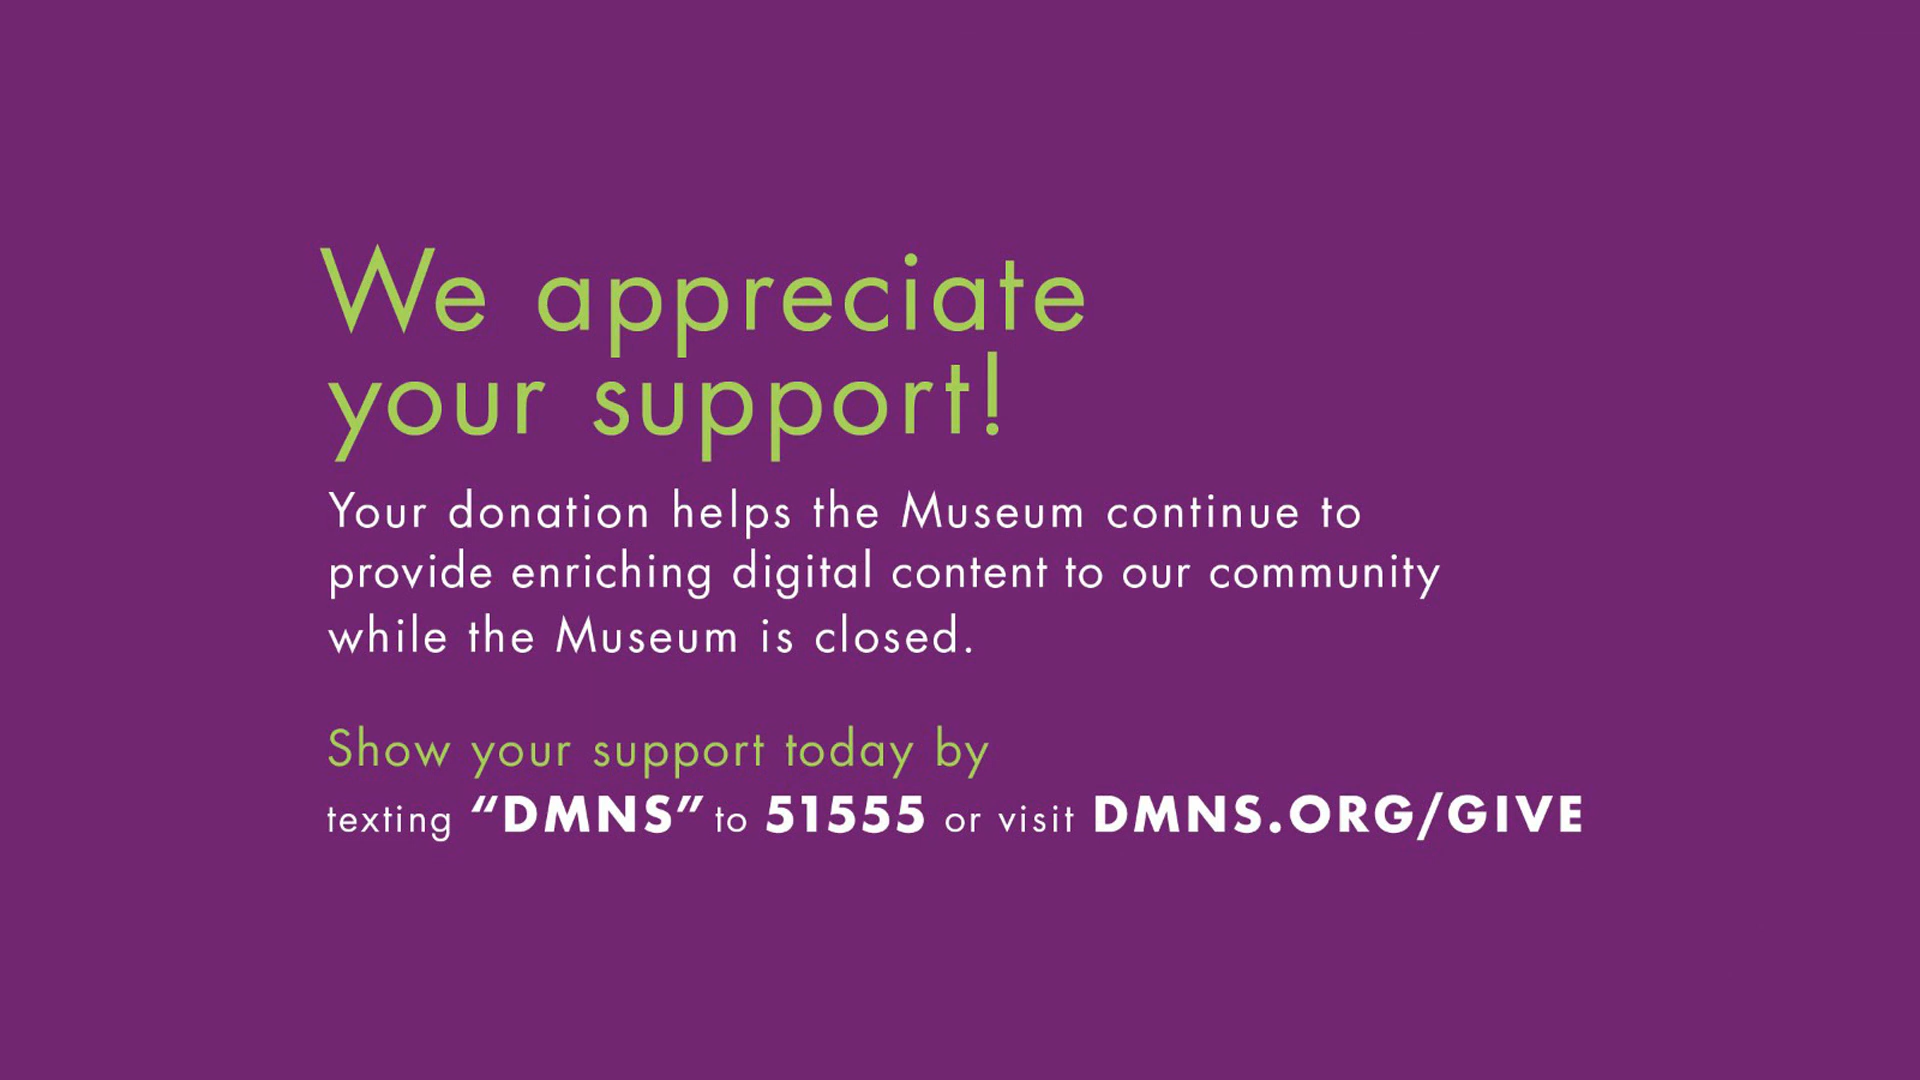 We appreciate
your support!
Your donation helps the Museum continue to
provide enriching digital content to our community
while the Museum is closed.
Show your support today by
texting “DMNS” to 51555 or visit DMNS.ORG/GIVE